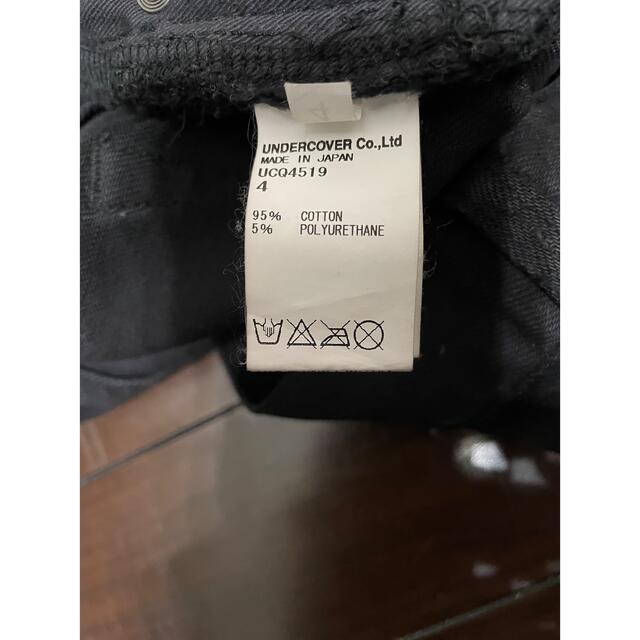 4
UNDERCOVER Co.,Ltd
MADE IN JAPAN
UCQ4519
4
95% COTTON
5% POLYURETHANE